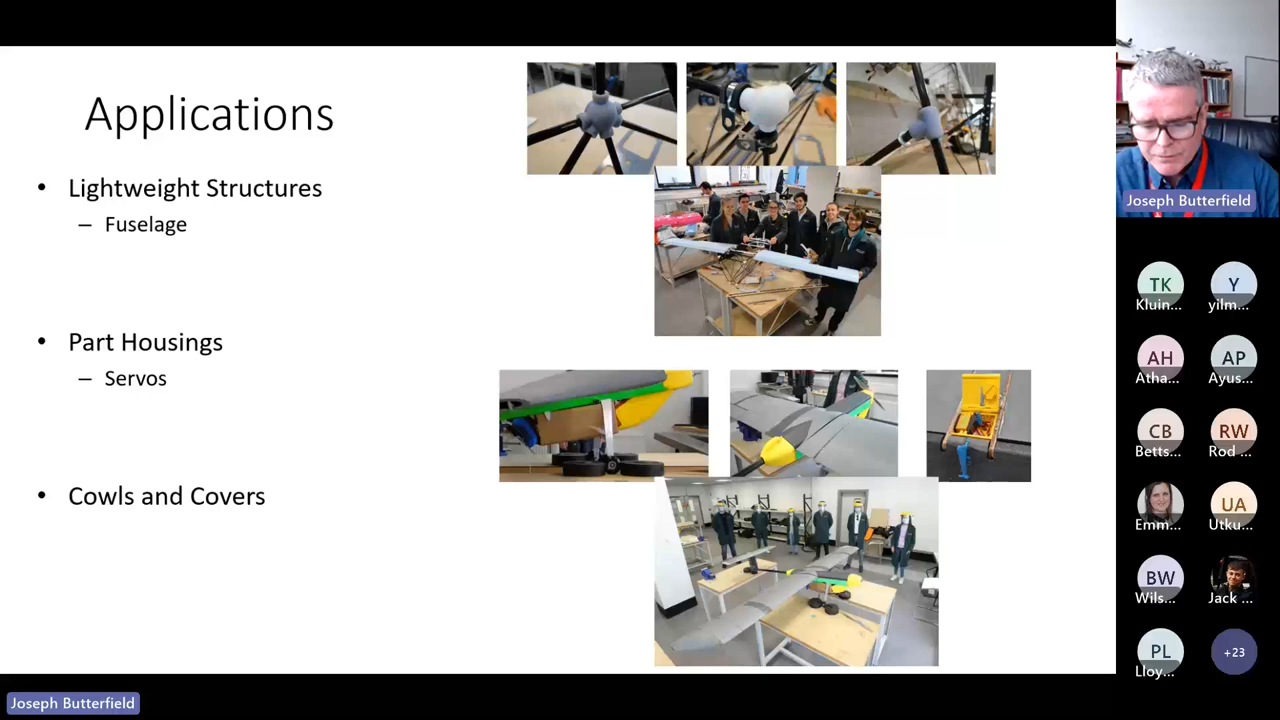 Applications
• Lightweight Structures
– Fuselage
• Part Housings
– Servos
• Cowls and Covers
Joseph Butterfield
TK
Y
Kluin...
yilm...
AH
AP
Atha...
Ayus...
CB
RW
Betts...
Rod ...
UA
Emm...
Utku...
BW
Wils...
Jack ...
PL
+23
Lloy...
Joseph Butterfield